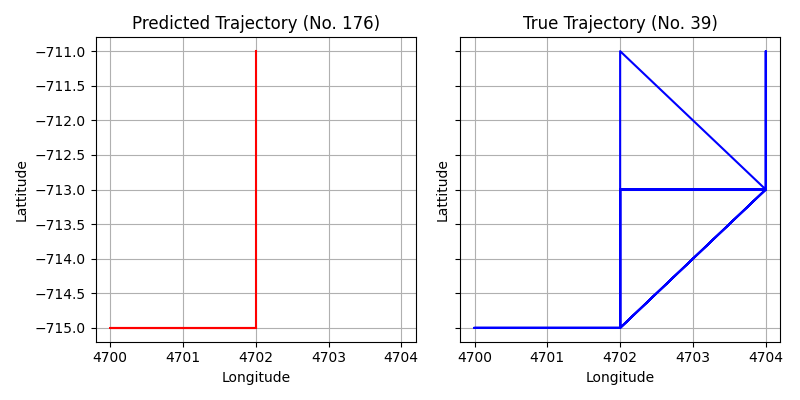 Predicted Trajectory (No. 176)
True Trajectory (No. 39)
−711.0
−711.5
−712.0
−712.5
−713.0
−713.5
−714.0
−714.5
−715.0
Lattitude
Lattitude
4700 4701 4702 4703 4704
4700 4701 4702 4703 4704
Longitude
Longitude